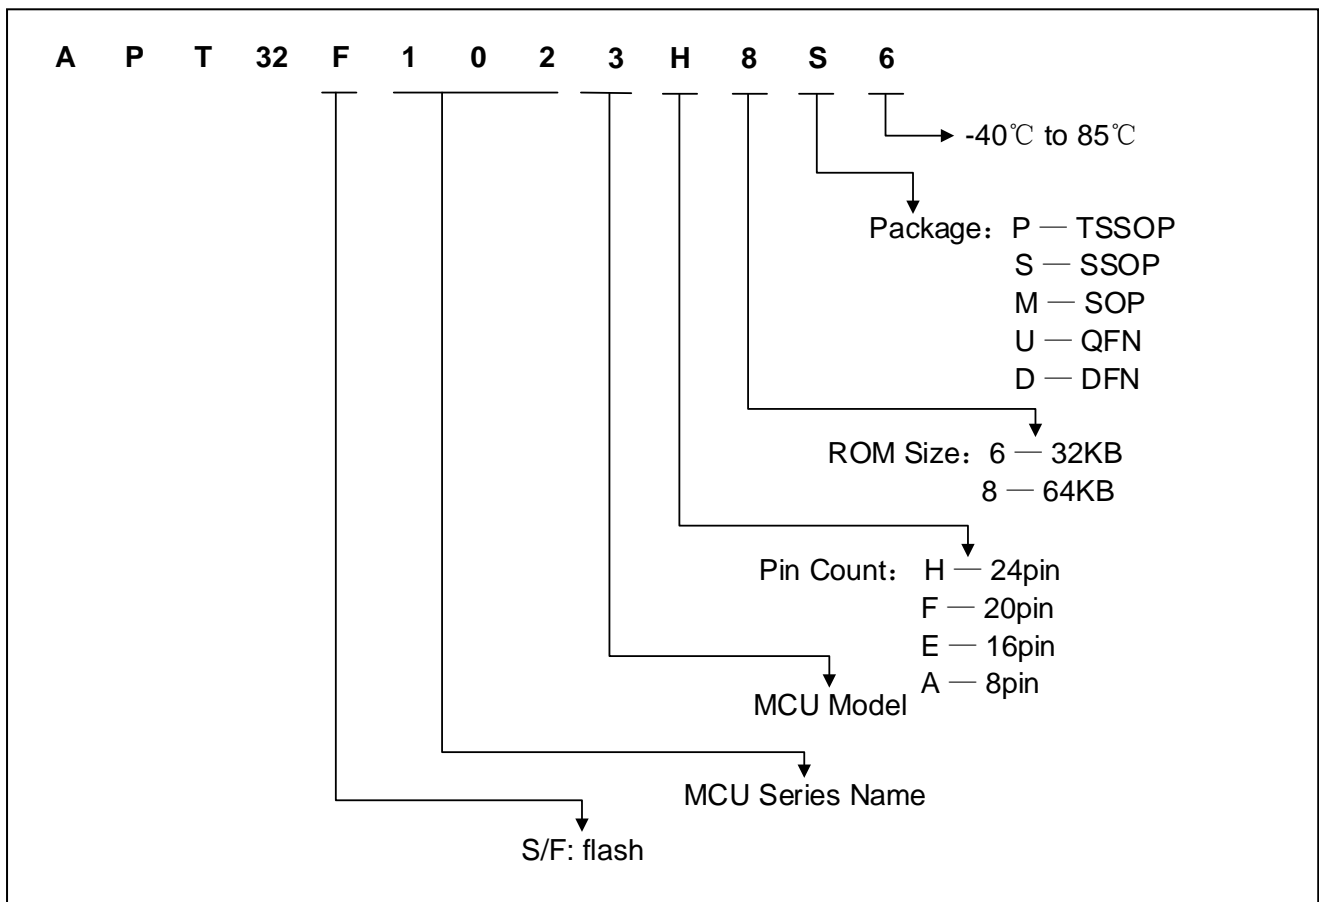 A P T 32 F 1 0 2 3 H 8 S 6
-40℃ to 85℃
Package：P — TSSOP
S — SSOP
M — SOP
U — QFN
D — DFN
ROM Size：6 — 32KB
8 — 64KB
Pin Count： H — 24pin
F — 20pin
E — 16pin
A — 8pin
MCU Model
MCU Series Name
S/F: flash